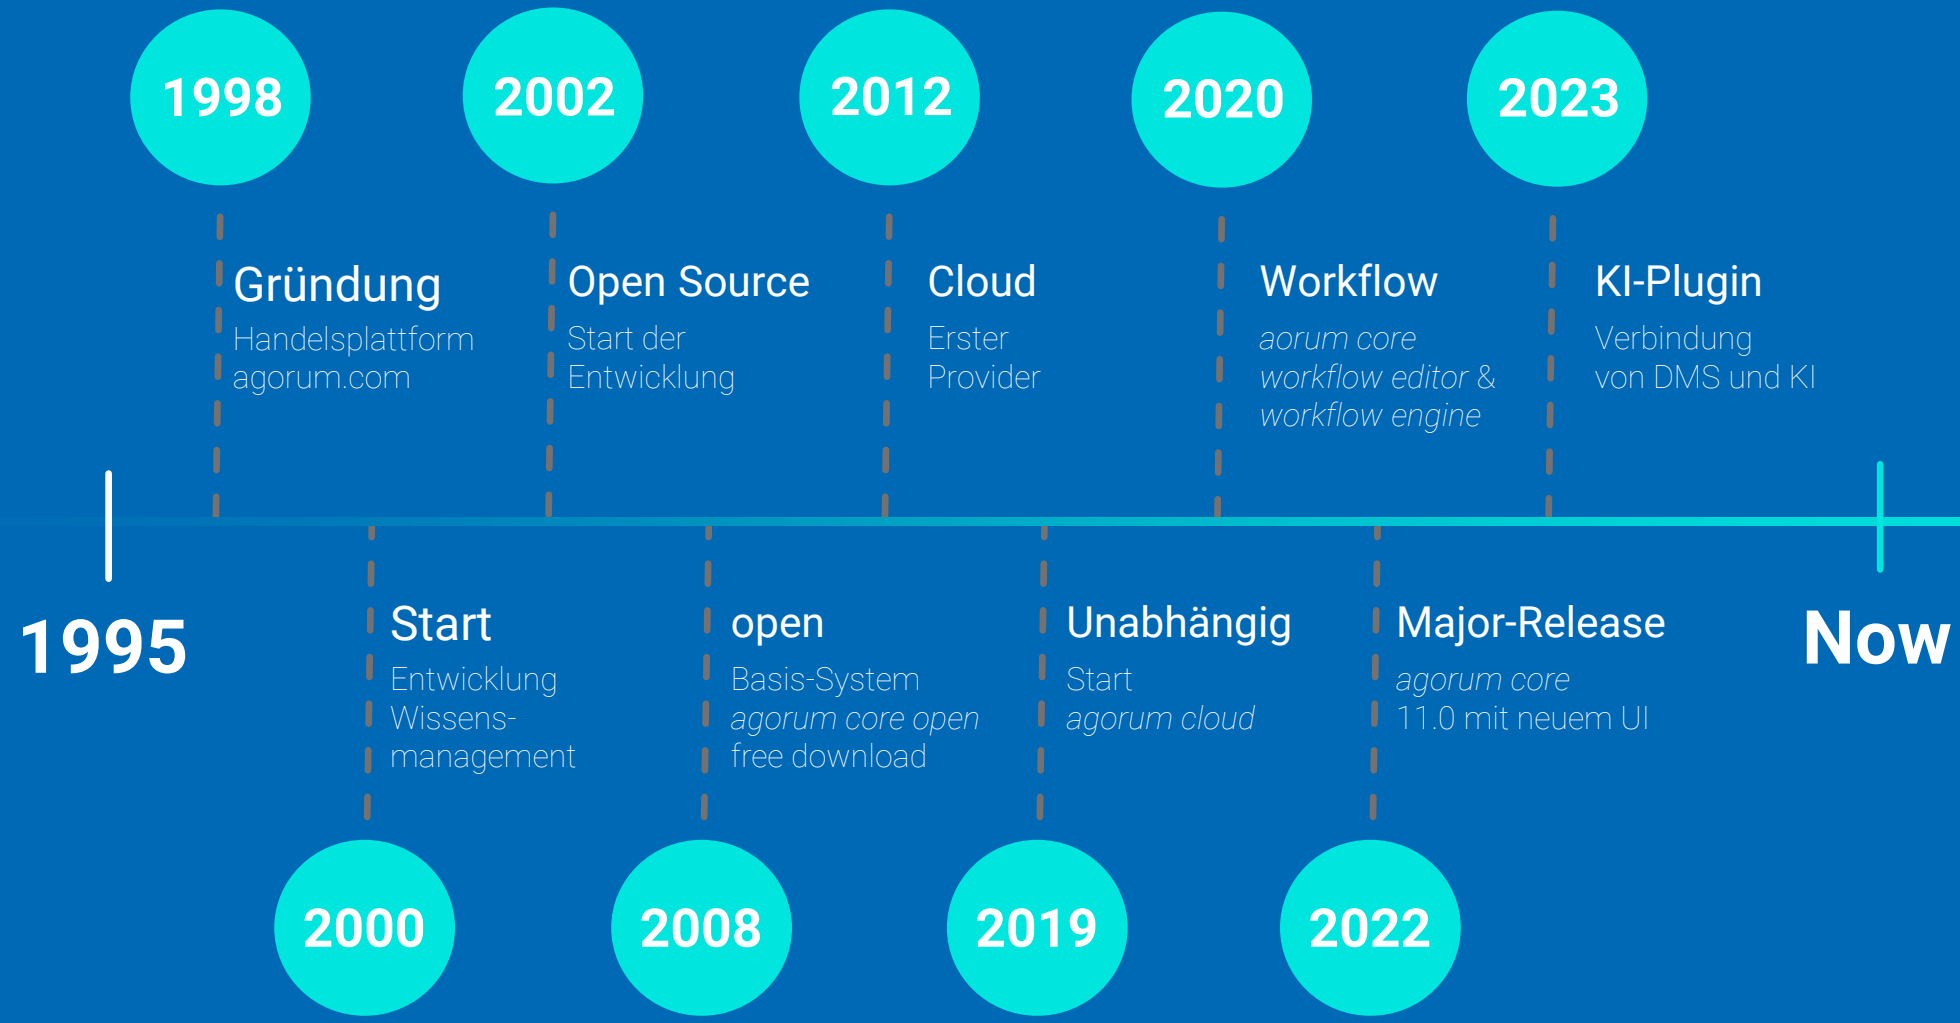 1998
2002
2012
2020
2023
Gründung
Handelsplattform
agorum.com
Open Source
Start der
Entwicklung
Cloud
Erster
Provider
Workflow
aorum core
workflow editor &
workflow engine
KI-Plugin
Verbindung
von DMS und KI
1995
Now
Start
Entwicklung
Wissens-
management
open
Basis-System
agorum core open
free download
Unabhängig
Start
agorum cloud
Major-Release
agorum core
11.0 mit neuem UI
2000
2008
2019
2022